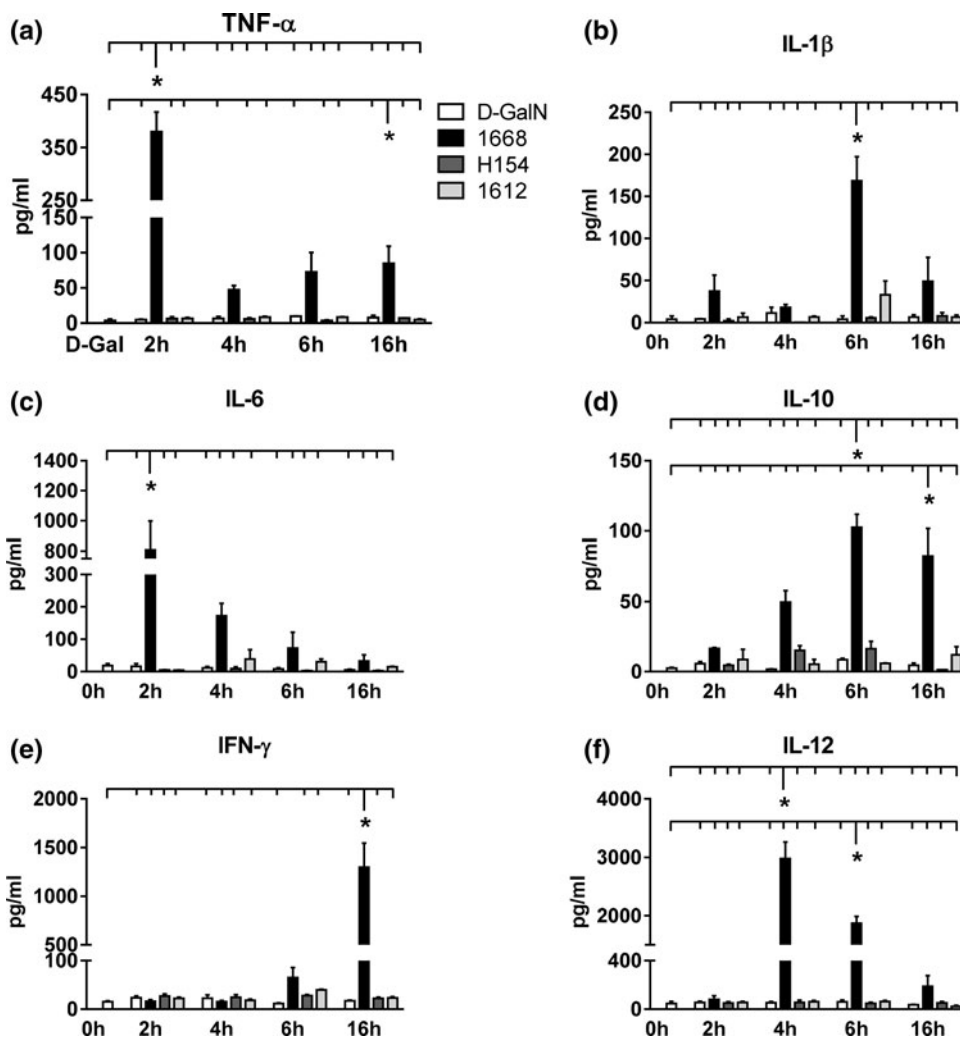 (a)
TNF-α
*
*
450
350
250
150
100
50
0
pg/ml
D-Gal 2h 4h 6h 16h
D-GalN
1668
H154
1612
(b)
IL-1β
*
250
200
150
100
50
0
pg/ml
0h 2h 4h 6h 16h
(c)
IL-6
*
1400
1200
1000
800
300
200
100
0
pg/ml
0h 2h 4h 6h 16h
(d)
IL-10
*
*
150
100
50
0
pg/ml
0h 2h 4h 6h 16h
(e)
IFN-γ
*
2000
1500
1000
500
100
0
pg/ml
0h 2h 4h 6h 16h
(f)
IL-12
*
*
4000
3000
2000
400
0
pg/ml
0h 2h 4h 6h 16h